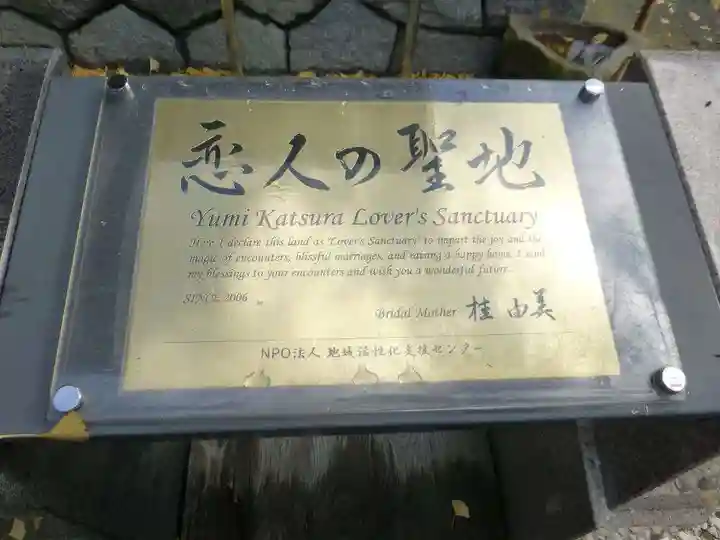 恋人の聖地
Yumi Katsura Lover's Sanctuary
Here I declare this land as "Lover's Sanctuary" to impart the joy and the
magic of encounters, blissful marriages, and raising a happy home. I send
my blessings to your encounters and wish you a wonderful future.
SINCE 2006
Bridal Mother 桂由美
NPO法人 地域活性化支援センター